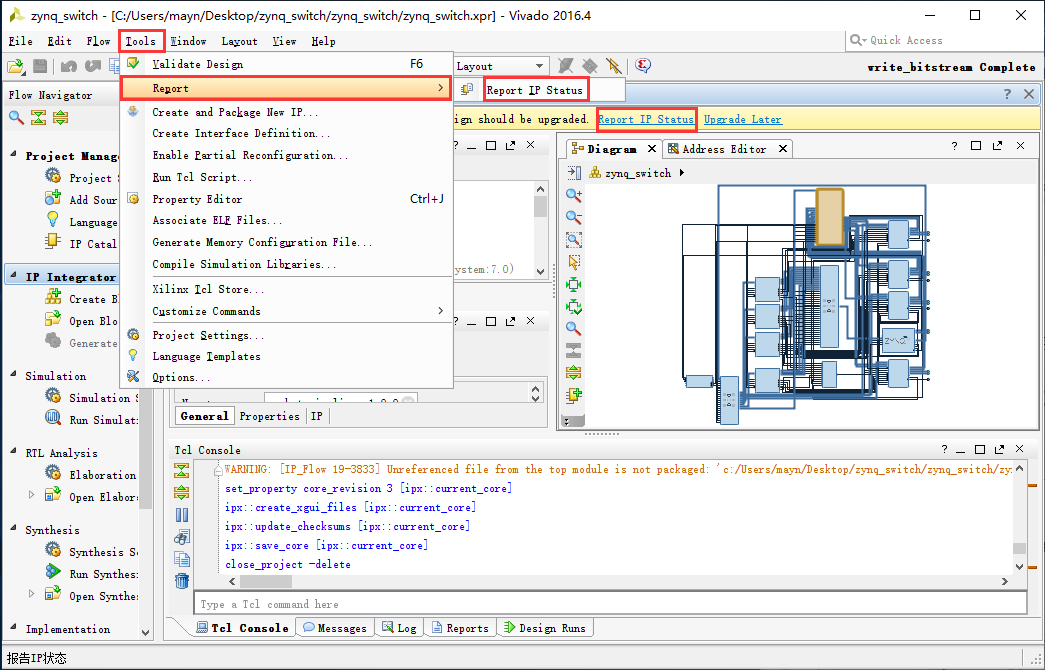 zynq_switch - [C:/Users/mayn/Desktop/zynq_switch/zynq_switch/zynq_switch.xpr] - Vivado 2016.4
File Edit Flow Tools Window Layout View Help
Quick Access
Layout
write_bitstream Complete
Validate Design F6
Report
Report IP Status
Create and Package New IP...
Create Interface Definition...
Enable Partial Reconfiguration...
Run Tcl Script...
Property Editor Ctrl+J
Associate ELF Files...
Generate Memory Configuration File...
Compile Simulation Libraries...
Xilinx Tcl Store...
Customize Commands
Project Settings...
Language Templates
Options...
Flow Navigator
Project Manag
Project S
Add Sour
Language
IP Catal
IP Integrator
Create B
Open Blo
Generate
Simulation
Simulation S
Run Simulat
RTL Analysis
Elaboration
Open Elabor
Synthesis
Synthesis Se
Run Synthes
Open Synthes
Implementation
ign should be upgraded. Report IP Status Upgrade Later
Diagram
Address Editor
zynq_switch
ystem:7.0)
General Properties IP
Tcl Console
WARNING: [IP_Flow 19-3833] Unreferenced file from the top module is not packaged: 'c:/Users/mayn/Desktop/zynq_switch/zynq_switch/zy
set_property core_revision 3 [ipx::current_core]
ipx::create_xgui_files [ipx::current_core]
ipx::update_checksums [ipx::current_core]
ipx::save_core [ipx::current_core]
close_project -delete
Type a Tcl command here
Tcl Console Messages Log Reports Design Runs
报告IP状态